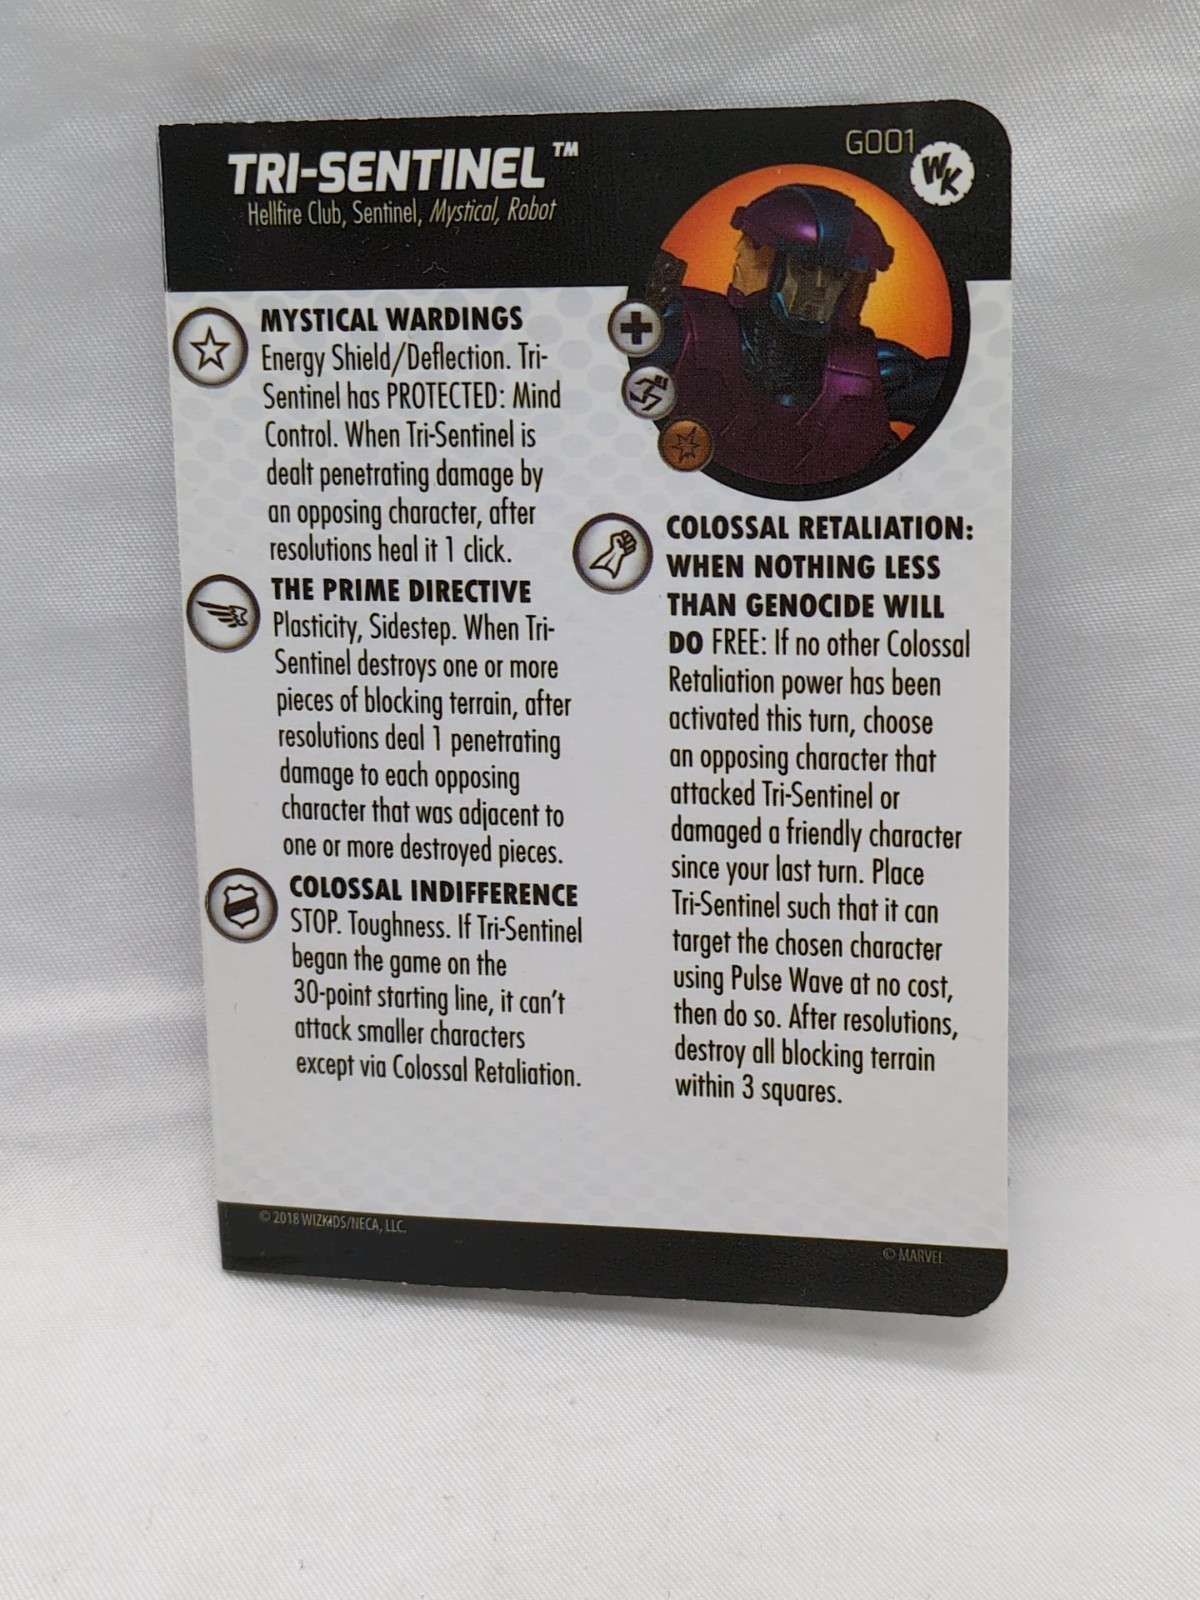 TRI-SENTINEL™
Hellfire Club, Sentinel, Mystical, Robot
G001
WK
MYSTICAL WARDINGS
Energy Shield/Deflection. Tri-
Sentinel has PROTECTED: Mind
Control. When Tri-Sentinel is
dealt penetrating damage by
an opposing character, after
resolutions heal it 1 click.
THE PRIME DIRECTIVE
Plasticity, Sidestep. When Tri-
Sentinel destroys one or more
pieces of blocking terrain, after
resolutions deal 1 penetrating
damage to each opposing
character that was adjacent to
one or more destroyed pieces.
COLOSSAL INDIFFERENCE
STOP. Toughness. If Tri-Sentinel
began the game on the
30-point starting line, it can't
attack smaller characters
except via Colossal Retaliation.
COLOSSAL RETALIATION:
WHEN NOTHING LESS
THAN GENOCIDE WILL
DO FREE: If no other Colossal
Retaliation power has been
activated this turn, choose
an opposing character that
attacked Tri-Sentinel or
damaged a friendly character
since your last turn. Place
Tri-Sentinel such that it can
target the chosen character
using Pulse Wave at no cost,
then do so. After resolutions,
destroy all blocking terrain
within 3 squares.
© 2018 WIZKIDS/NECA, LLC.
© MARVEL